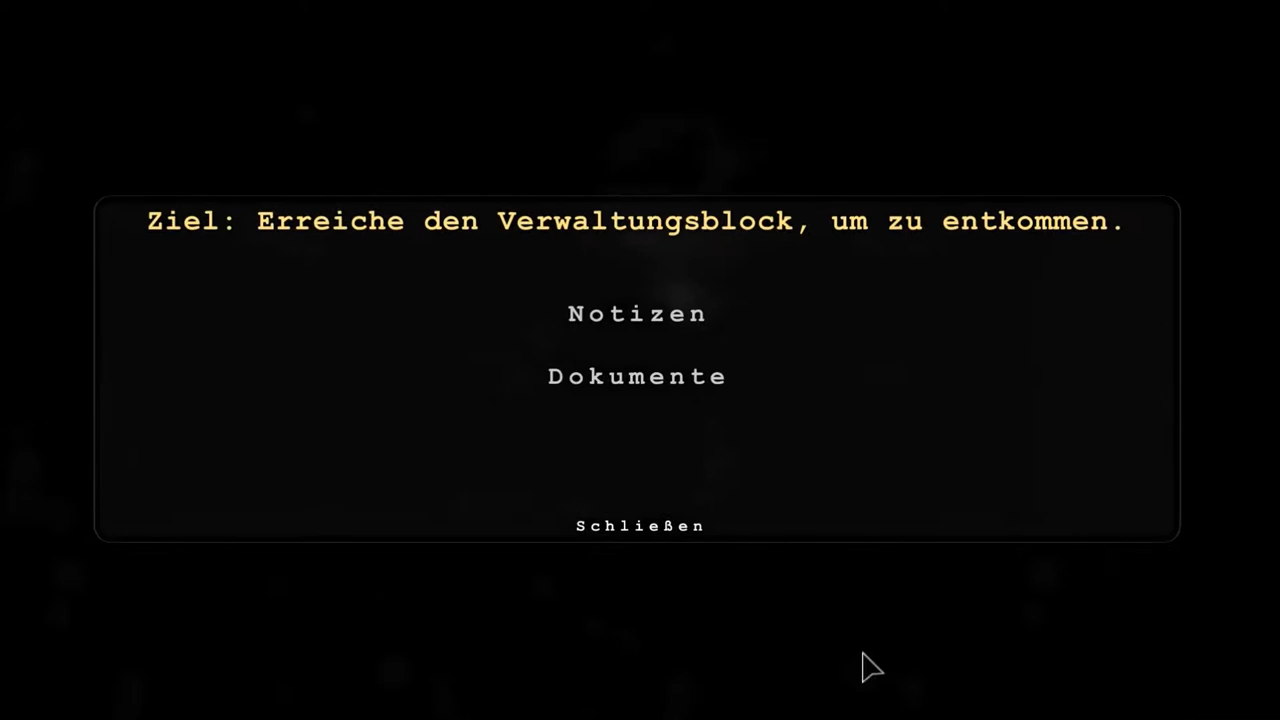 Ziel: Erreiche den Verwaltungsblock, um zu entkommen.
Notizen
Dokumente
Schließen